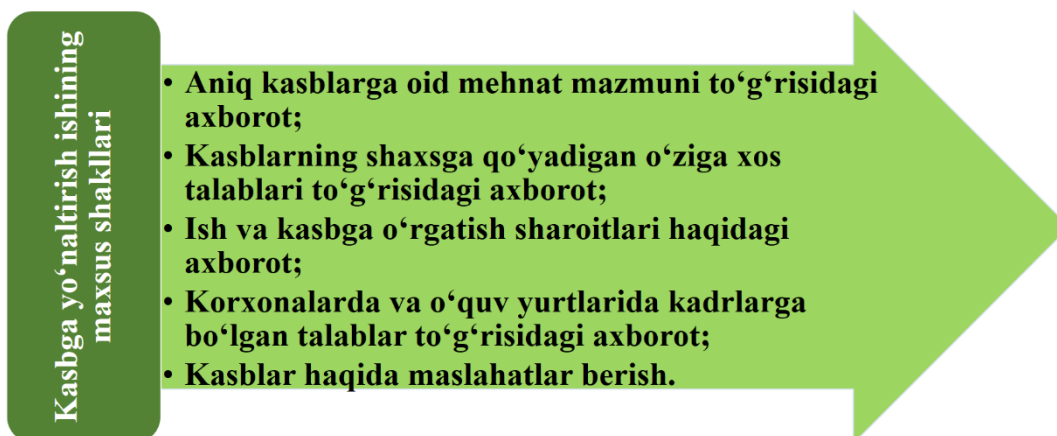 Kasbga yo‘naltirish ishining
maxsus shakllari
• Aniq kasblarga oid mehnat mazmuni to‘g‘risidagi
axborot;
• Kasblarning shaxsga qo‘yadigan o‘ziga xos
talablari to‘g‘risidagi axborot;
• Ish va kasbga o‘rgatish sharoitlari haqidagi
axborot;
• Korxonalarda va o‘quv yurtlarida kadrlarga
bo‘lgan talablar to‘g‘risidagi axborot;
• Kasblar haqida maslahatlar berish.